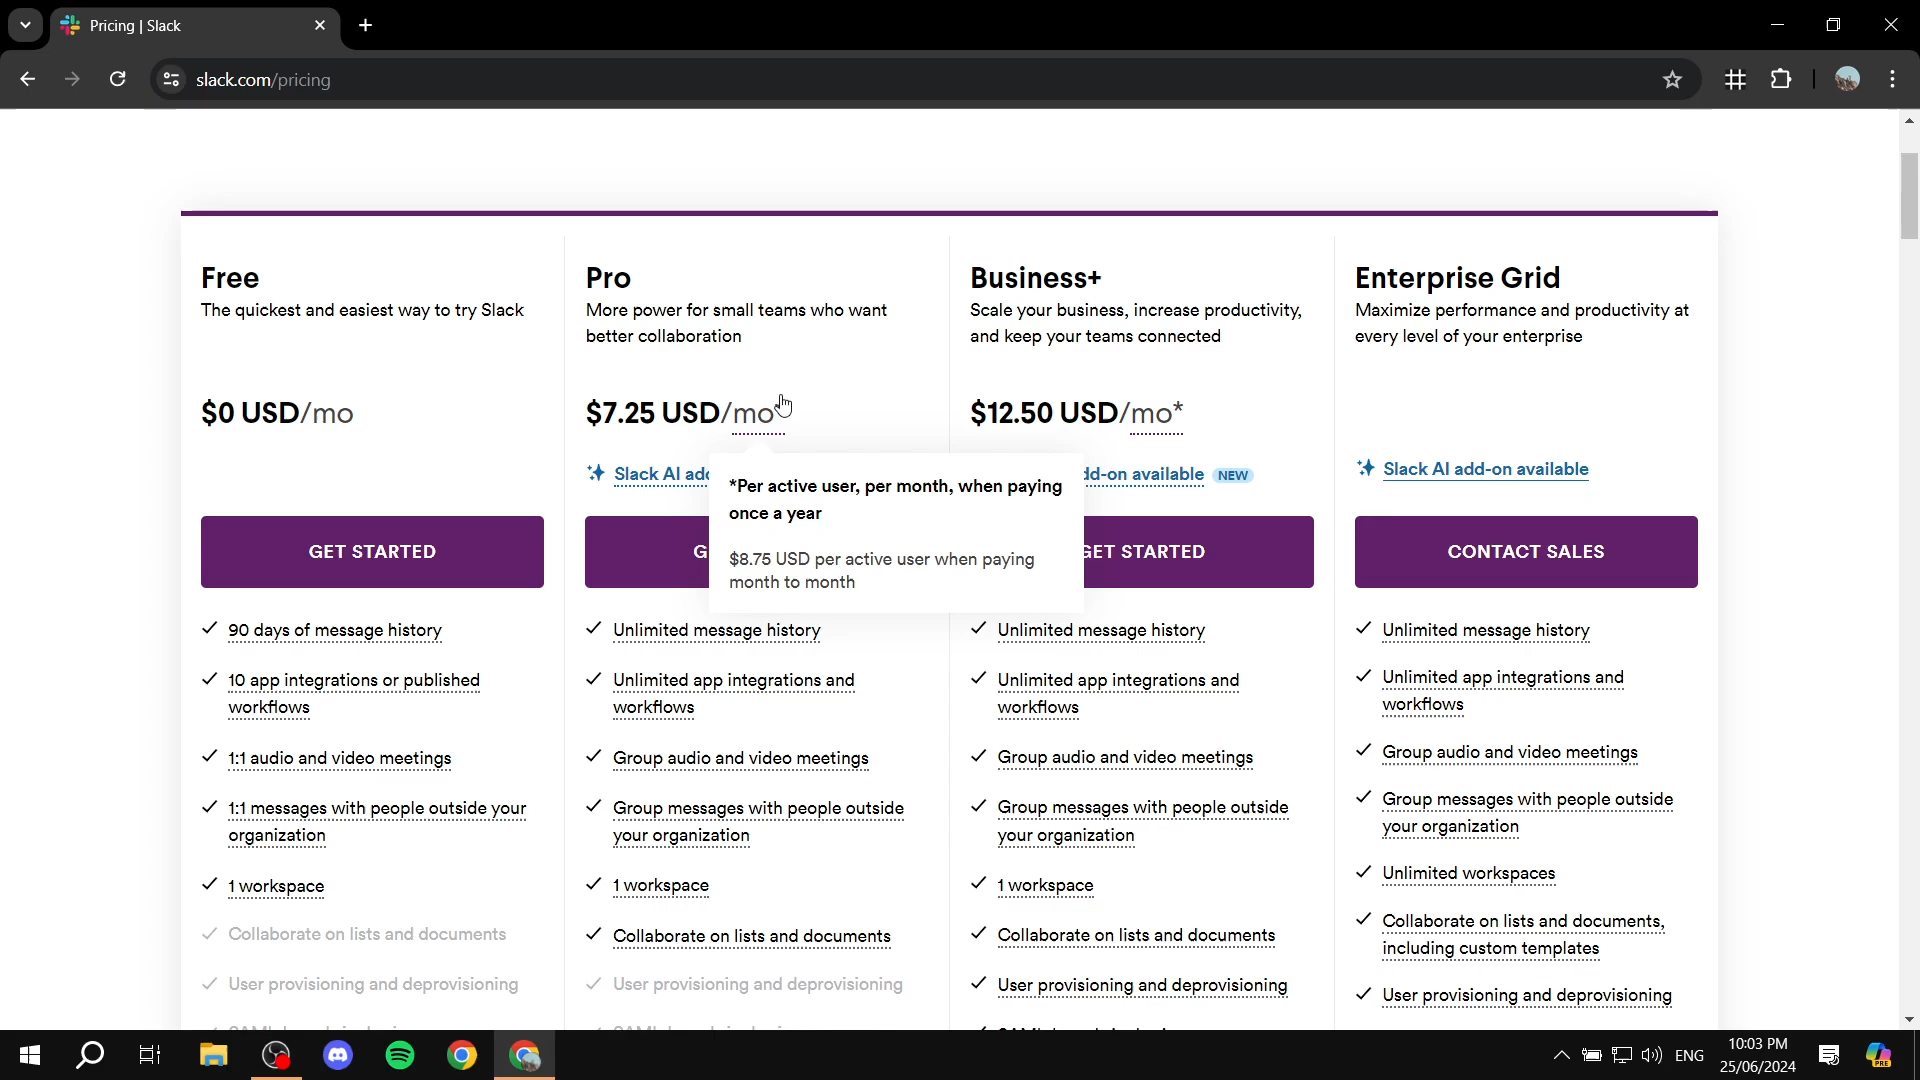 Pricing | Slack
slack.com/pricing
Free
The quickest and easiest way to try Slack
$0 USD/mo
GET STARTED
90 days of message history
10 app integrations or published
workflows
1:1 audio and video meetings
1:1 messages with people outside your
organization
1 workspace
Collaborate on lists and documents
User provisioning and deprovisioning
Pro
More power for small teams who want
better collaboration
$7.25 USD/mo
Slack AI add
*Per active user, per month, when paying
once a year
$8.75 USD per active user when paying
month to month
G
Unlimited message history
Unlimited app integrations and
workflows
Group audio and video meetings
Group messages with people outside
your organization
1 workspace
Collaborate on lists and documents
User provisioning and deprovisioning
Business+
Scale your business, increase productivity,
and keep your teams connected
$12.50 USD/mo*
dd-on available NEW
GET STARTED
Unlimited message history
Unlimited app integrations and
workflows
Group audio and video meetings
Group messages with people outside
your organization
1 workspace
Collaborate on lists and documents
User provisioning and deprovisioning
Enterprise Grid
Maximize performance and productivity at
every level of your enterprise
Slack AI add-on available
CONTACT SALES
Unlimited message history
Unlimited app integrations and
workflows
Group audio and video meetings
Group messages with people outside
your organization
Unlimited workspaces
Collaborate on lists and documents,
including custom templates
User provisioning and deprovisioning
ENG
10:03 PM
25/06/2024
PRE